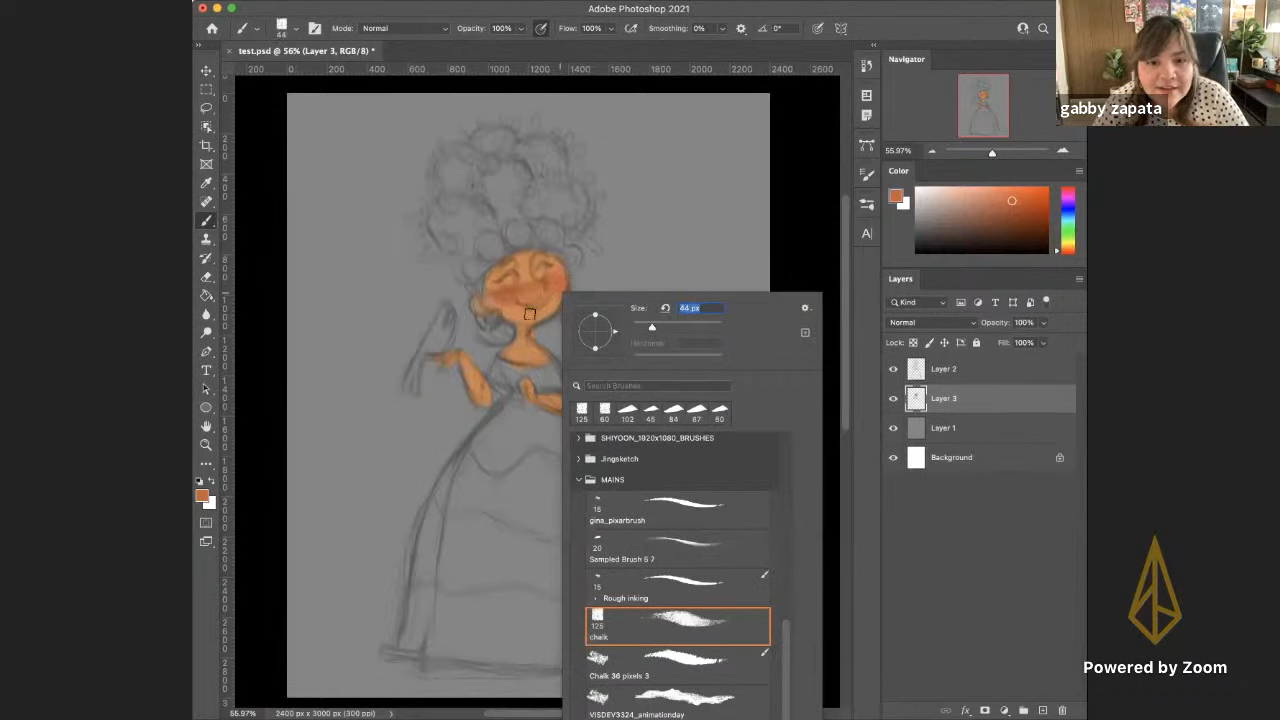 Adobe Photoshop 2021
44
Mode: Normal
Opacity: 100%
Flow: 100%
Smoothing: 0%
0°
test.psd @ 56% (Layer 3, RGB/8) *
200 0 400 600 800 1000 1200 1400 1600 1800 2000 2200 2400 2600
Navigator
gabby zapata
55.97%
Color
Size: 44 px
Hardness:
Search Brushes
125 60 102 45 84 87 50
SHIYOON_1920x1080_BRUSHES
Jingsketch
MAINS
15
gina_pixarbrush
20
Sampled Brush 5 7
15
Rough inking
125
chalk
Chalk 36 pixels 3
VISDEV3324_animationday
Layers
Kind
Normal
Opacity: 100%
Lock:
Fill: 100%
Layer 2
Layer 3
Layer 1
Background
Powered by Zoom
55.97%
2400 px x 3000 px (300 ppi)